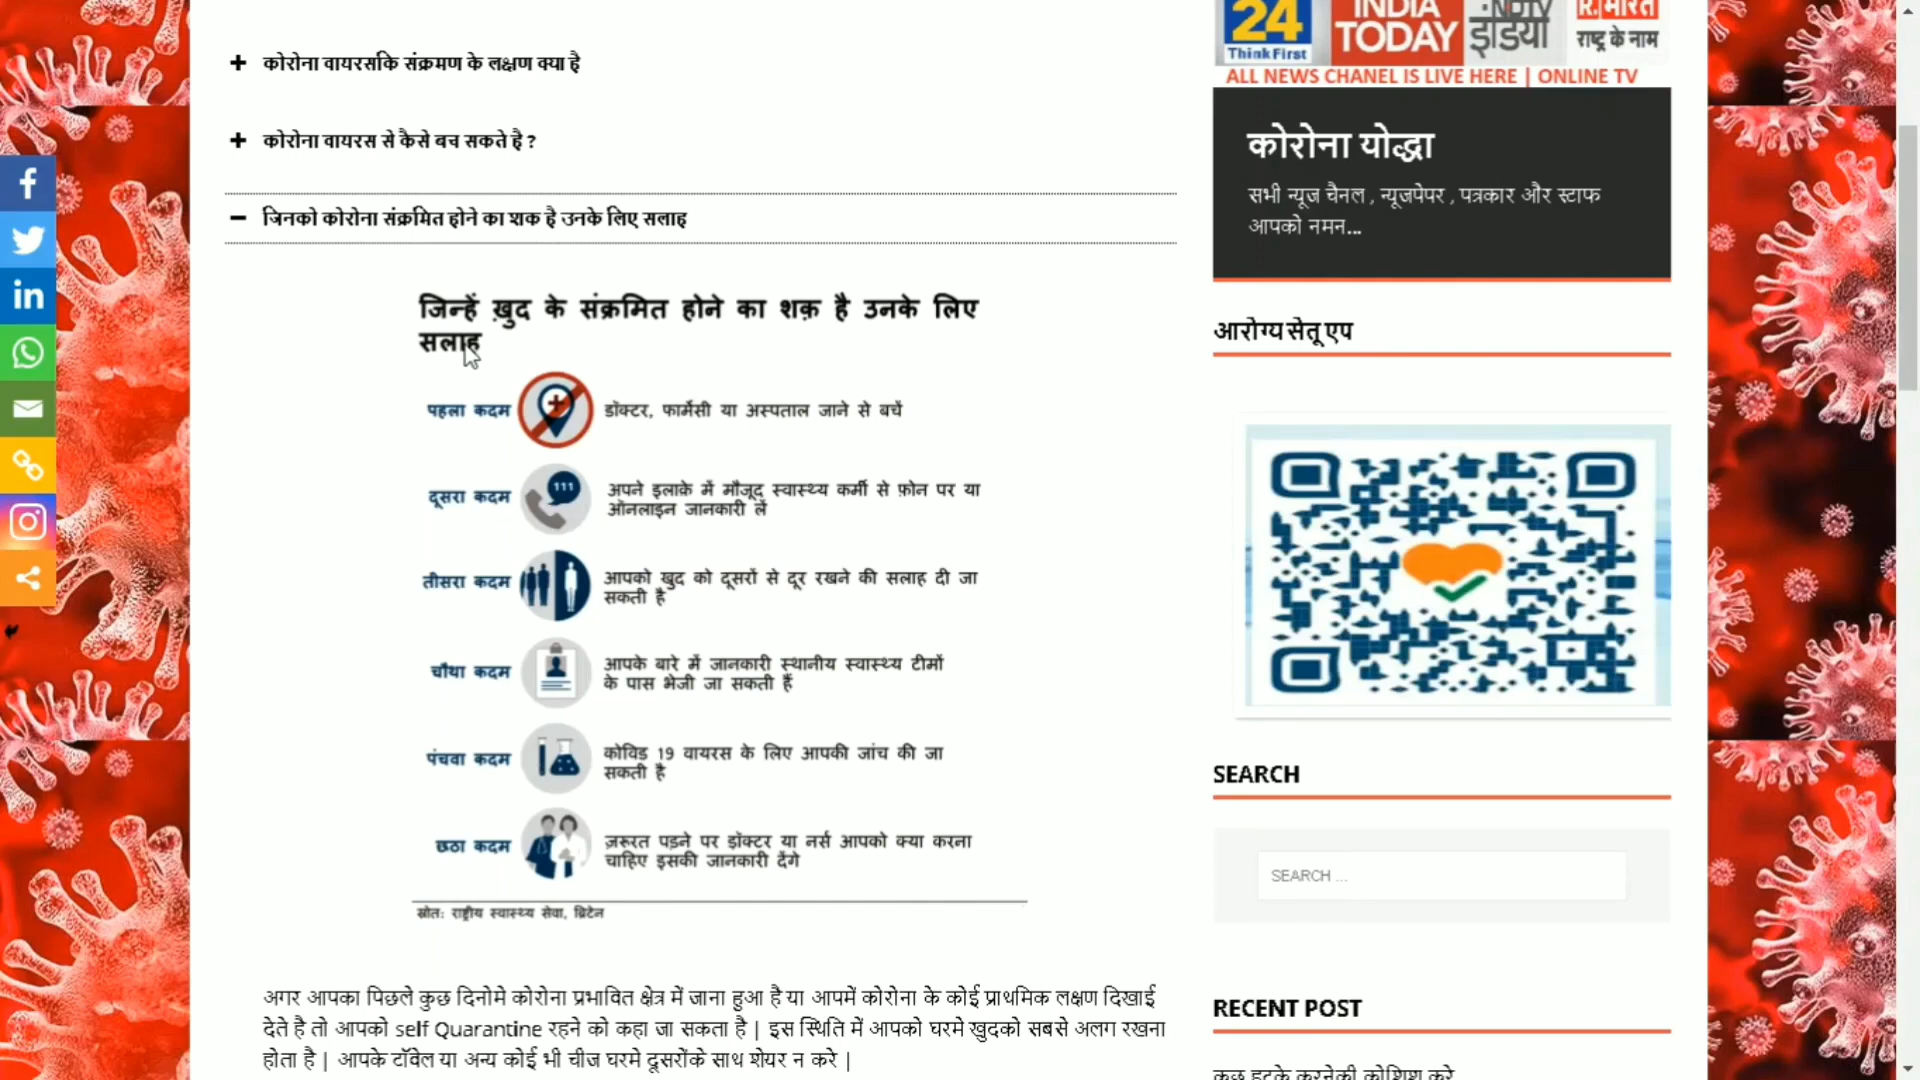 + कोरोना वायरसकि संक्रमण के लक्षण क्या है
+ कोरोना वायरस से कैसे बच सकते है ?
− जिनको कोरोना संक्रमित होने का शक है उनके लिए सलाह
जिन्हें ख़ुद के संक्रमित होने का शक़ है उनके लिए
सलाह
पहला कदम डॉक्टर, फार्मेसी या अस्पताल जाने से बचें
111
दूसरा कदम अपने इलाक़े में मौजूद स्वास्थ्य कर्मी से फ़ोन पर या
ऑनलाइन जानकारी लें
तीसरा कदम आपको खुद को दूसरों से दूर रखने की सलाह दी जा
सकती है
चौथा कदम आपके बारे में जानकारी स्थानीय स्वास्थ्य टीमों
के पास भेजी जा सकती हैं
पंचवा कदम कोविड 19 वायरस के लिए आपकी जांच की जा
सकती है
छठा कदम ज़रूरत पड़ने पर डॉक्टर या नर्स आपको क्या करना
चाहिए इसकी जानकारी देंगे
स्रोत: राष्ट्रीय स्वास्थ्य सेवा, ब्रिटेन
अगर आपका पिछले कुछ दिनोमे कोरोना प्रभावित क्षेत्र में जाना हुआ है या आपमें कोरोना के कोई प्राथमिक लक्षण दिखाई
देते है तो आपको self Quarantine रहने को कहा जा सकता है | इस स्थिति में आपको घरमे खुदको सबसे अलग रखना
होता है | आपके टॉवेल या अन्य कोई भी चीज घरमे दूसरोंके साथ शेयर न करे |
24
Think First
INDIA
TODAY
NDTV
इंडिया
R.भारत
राष्ट्र के नाम
ALL NEWS CHANEL IS LIVE HERE | ONLINE TV
कोरोना योद्धा
सभी न्यूज चैनल , न्यूजपेपर , पत्रकार और स्टाफ
आपको नमन...
आरोग्य सेतू एप
SEARCH
SEARCH ...
RECENT POST
कुछ हटके करनेकी कोशिश करे